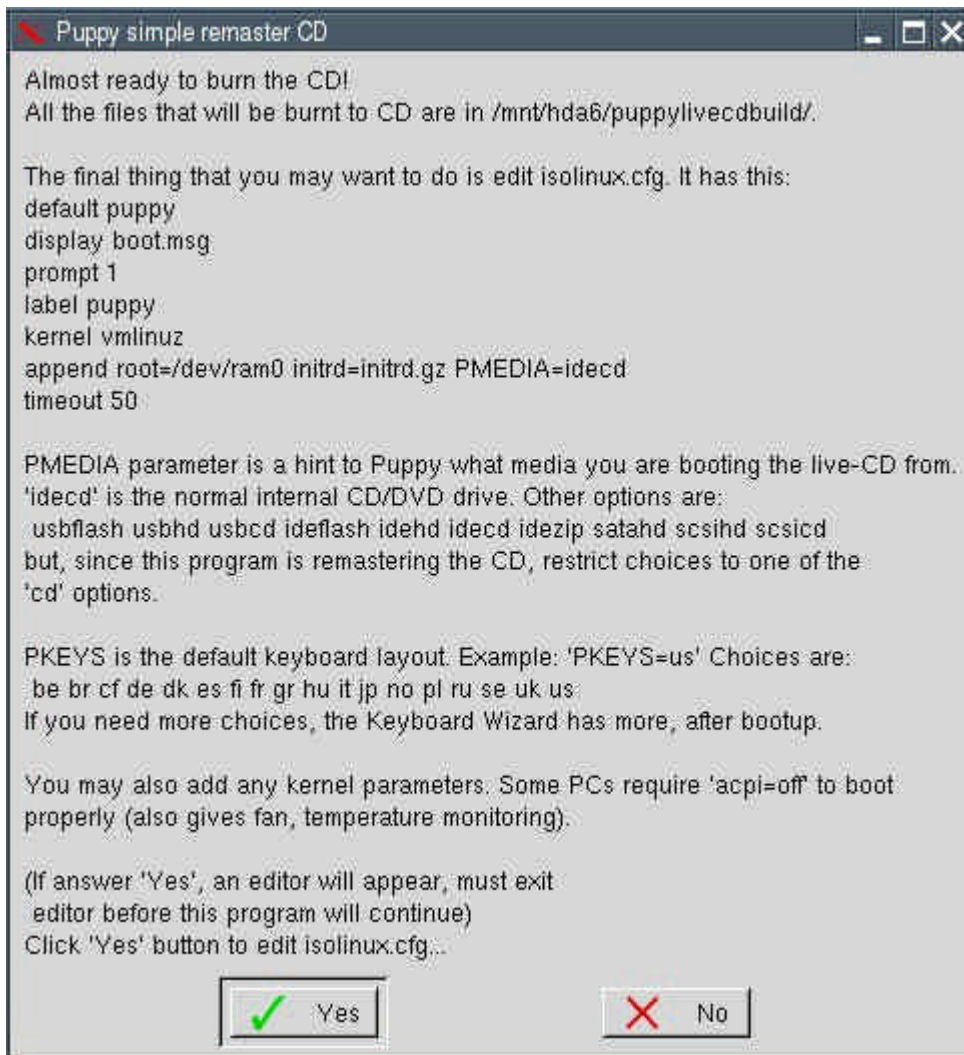 Puppy simple remaster CD
Almost ready to burn the CD!
All the files that will be burnt to CD are in /mnt/hda6/puppylivecdbuild/.
The final thing that you may want to do is edit isolinux.cfg. It has this:
default puppy
display boot.msg
prompt 1
label puppy
kernel vmlinuz
append root=/dev/ram0 initrd=initrd.gz PMEDIA=idecd
timeout 50
PMEDIA parameter is a hint to Puppy what media you are booting the live-CD from.
'idecd' is the normal internal CD/DVD drive. Other options are:
usbflash usbhd usbcd ideflash idehd idecd idezip satahd scsihd scsicd
but, since this program is remastering the CD, restrict choices to one of the
'cd' options.
PKEYS is the default keyboard layout. Example: 'PKEYS=us' Choices are:
be br cf de dk es fi fr gr hu it jp no pl ru se uk us
If you need more choices, the Keyboard Wizard has more, after bootup.
You may also add any kernel parameters. Some PCs require 'acpi=off' to boot
properly (also gives fan, temperature monitoring).
(If answer 'Yes', an editor will appear, must exit
editor before this program will continue)
Click 'Yes' button to edit isolinux.cfg...
Yes
No